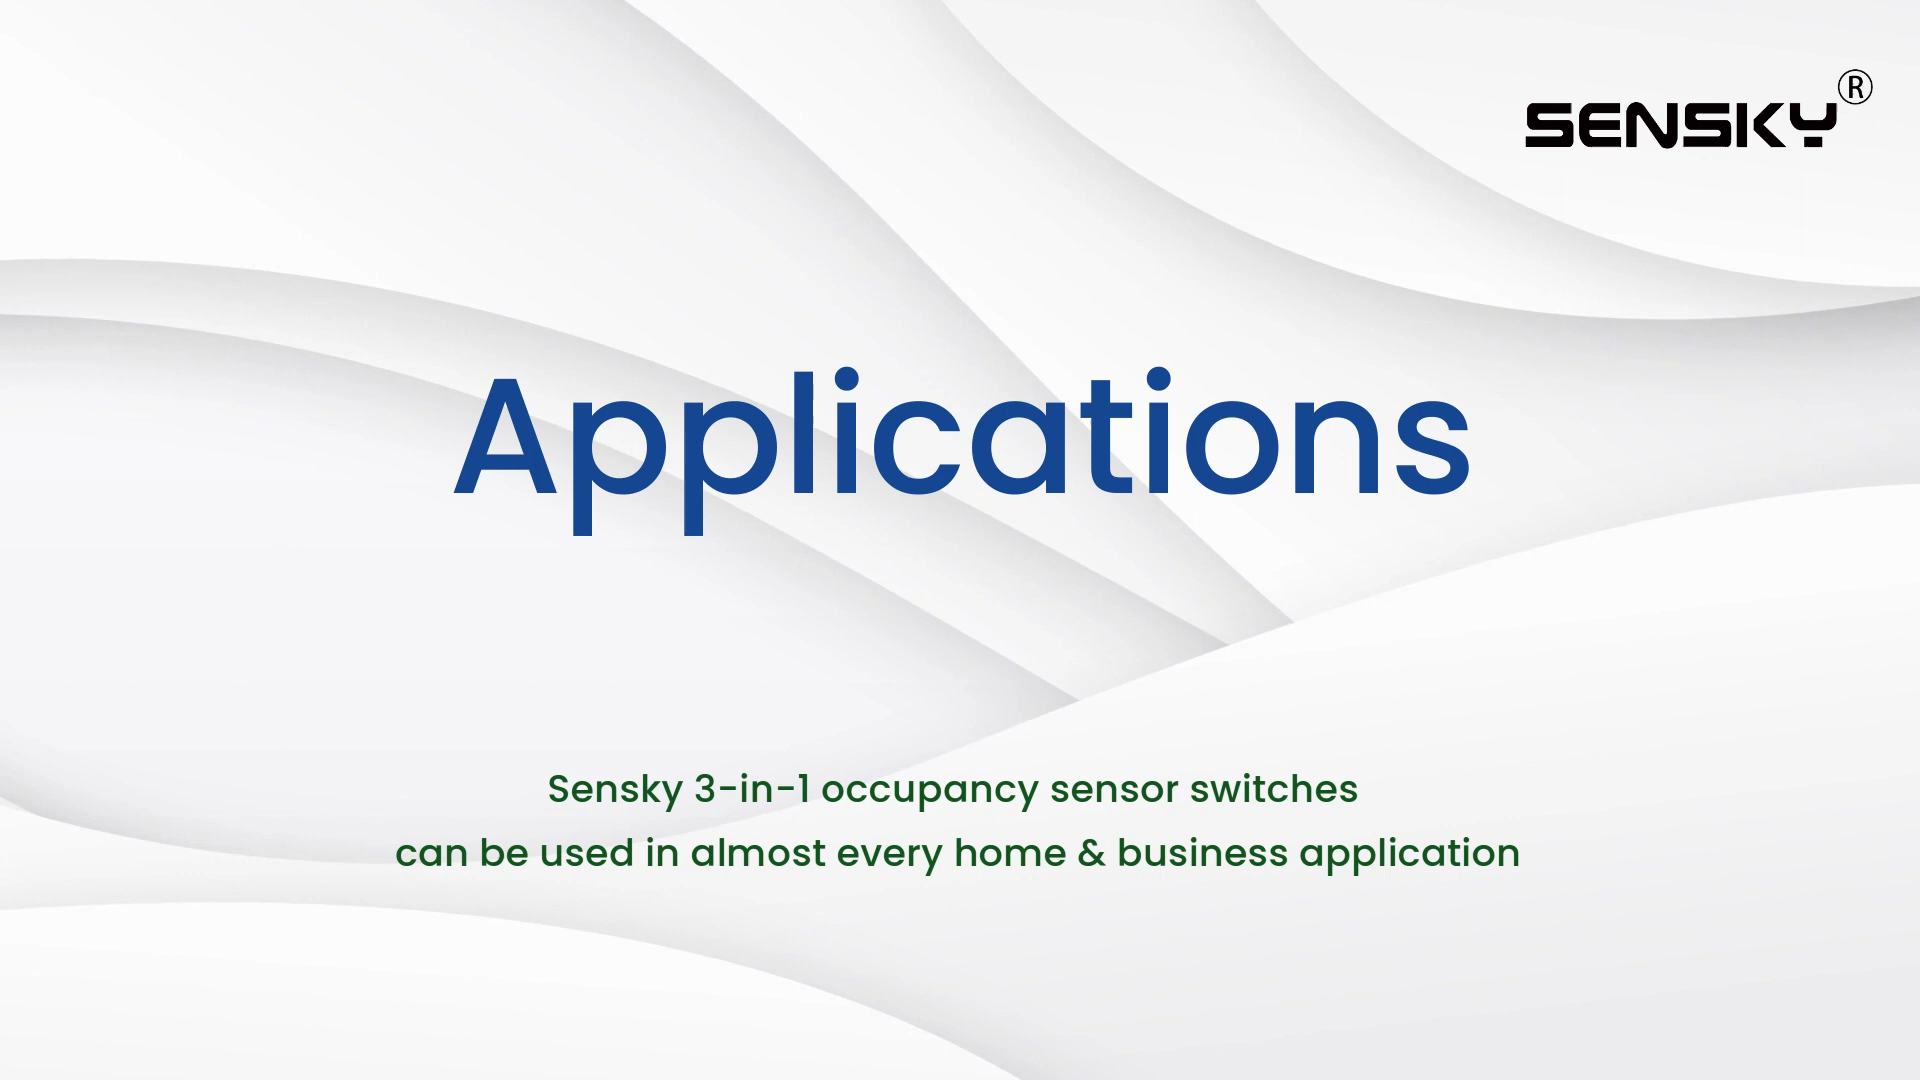 SENSKY®
Applications
Sensky 3-in-1 occupancy sensor switches
can be used in almost every home & business application